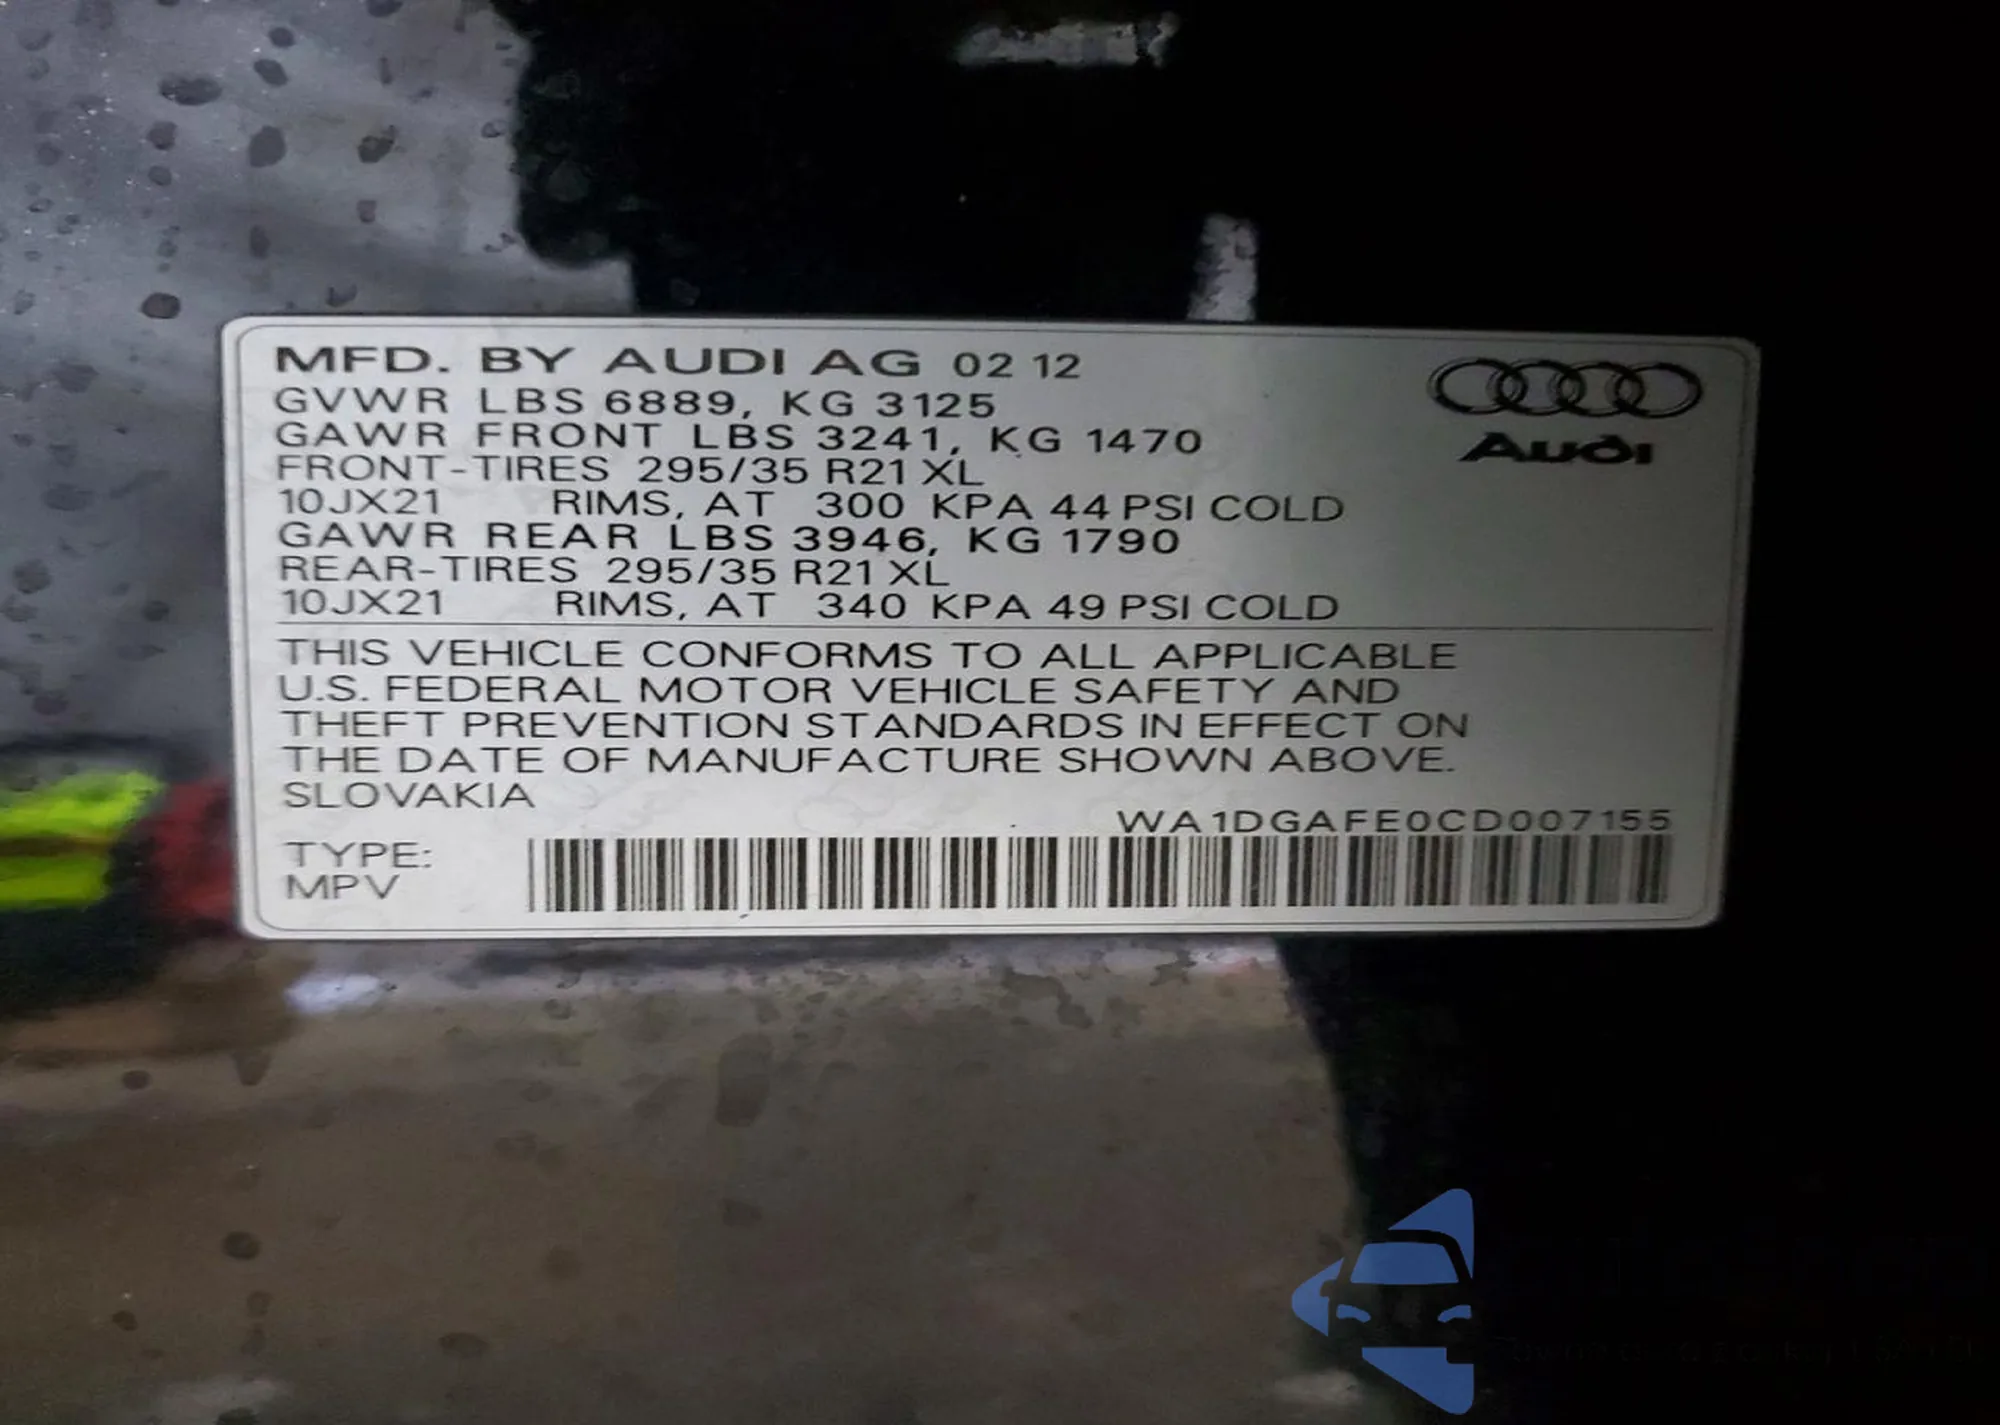 MFD. BY AUDI AG 02 12
GVWR LBS 6889, KG 3125
GAWR FRONT LBS 3241, KG 1470
FRONT-TIRES 295/35 R21 XL
10JX21 RIMS, AT 300 KPA 44 PSI COLD
GAWR REAR LBS 3946, KG 1790
REAR-TIRES 295/35 R21 XL
10JX21 RIMS, AT 340 KPA 49 PSI COLD
Audi
THIS VEHICLE CONFORMS TO ALL APPLICABLE
U.S. FEDERAL MOTOR VEHICLE SAFETY AND
THEFT PREVENTION STANDARDS IN EFFECT ON
THE DATE OF MANUFACTURE SHOWN ABOVE.
SLOVAKIA
WA1DGAFE0CD007155
TYPE:
MPV